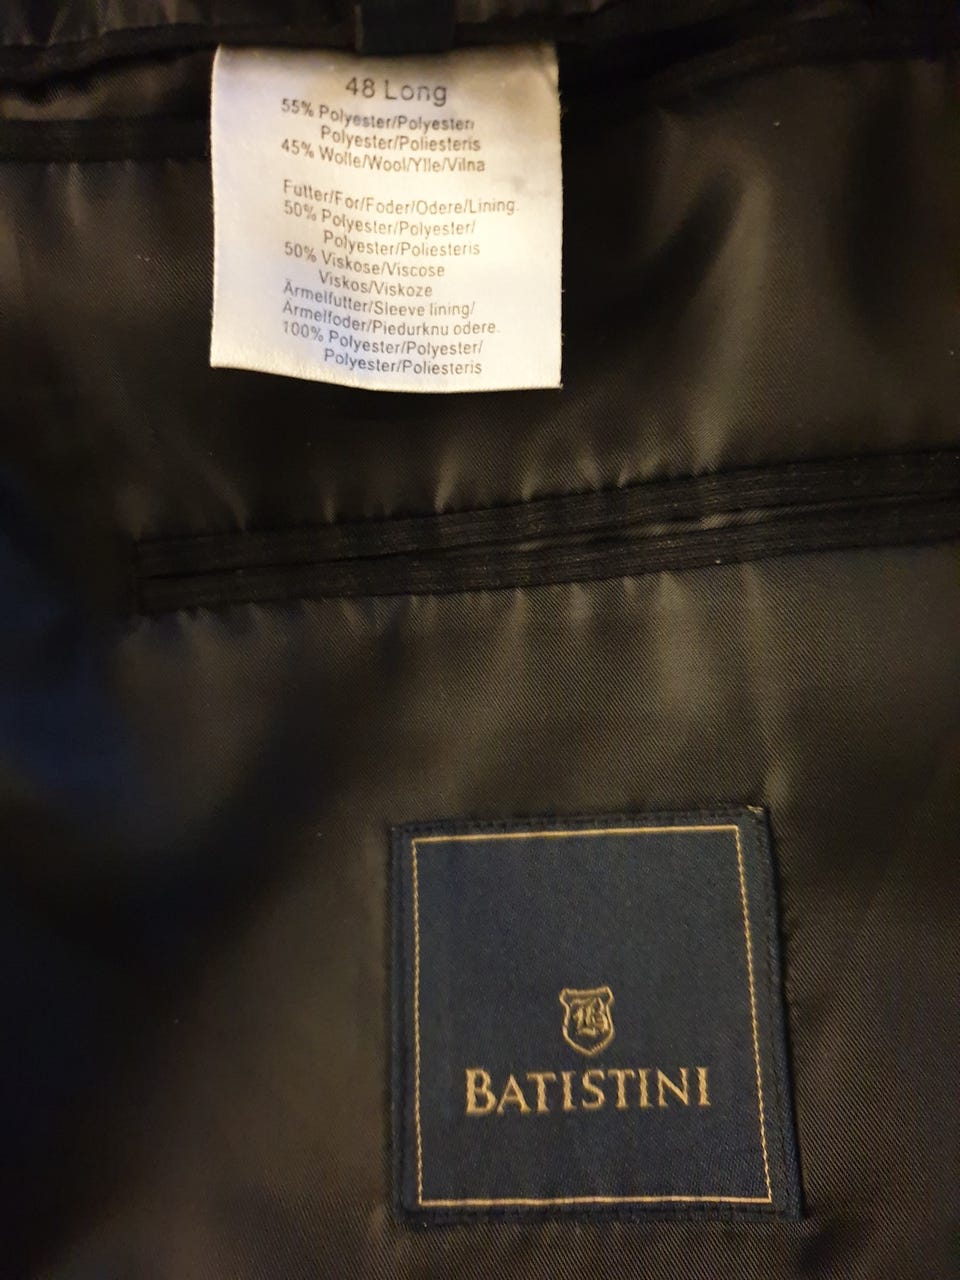 48 Long
55% Polyester/Polyester/
Polyester/Poliesteris
45% Wolle/Wool/Ylle/Vilna
Futter/For/Foder/Odere/Lining.
50% Polyester/Polyester/
Polyester/Poliesteris
50% Viskose/Viscose
Viskos/Viskoze
Ärmelfutter/Sleeve lining/
Ärmelfoder/Piedurknu odere.
100% Polyester/Polyester/
Polyester/Poliesteris
B
BATISTINI